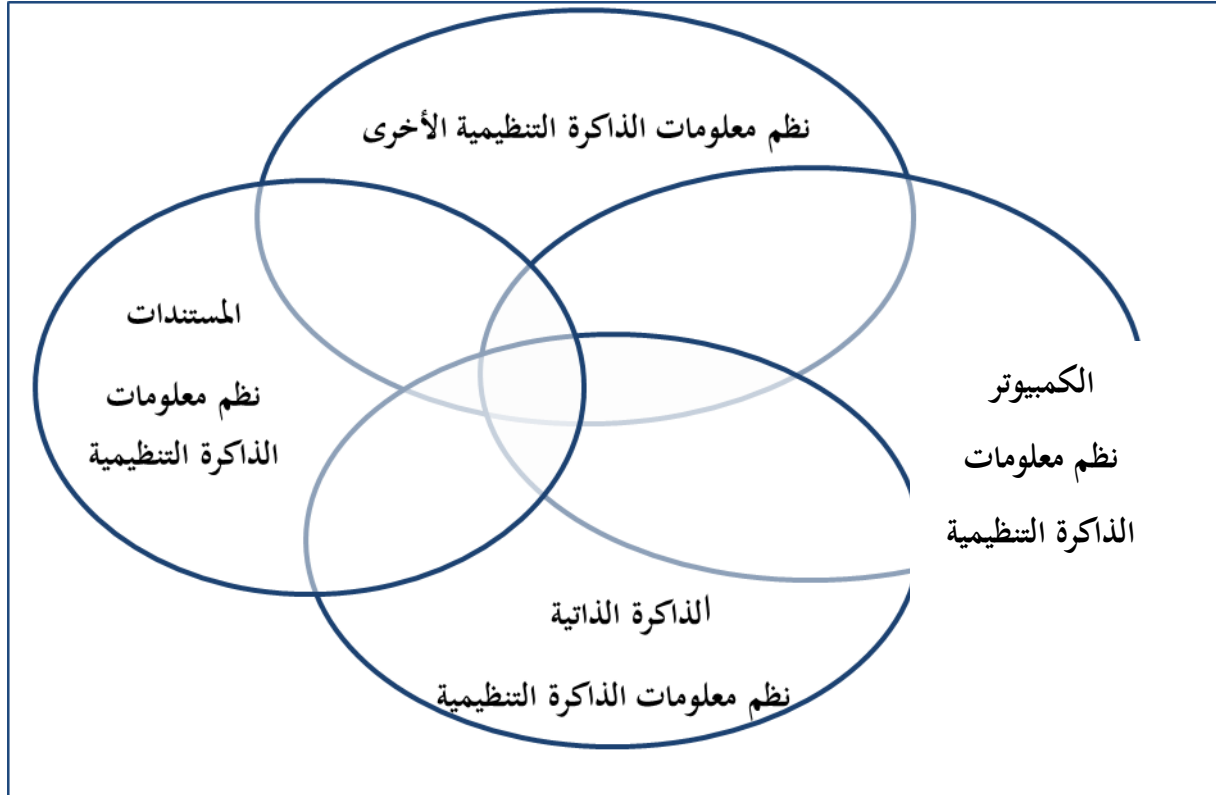 نظم معلومات الذاكرة التنظيمية الأخرى
الكمبيوتر
نظم معلومات
الذاكرة التنظيمية
المستندات
نظم معلومات
الذاكرة التنظيمية
الذاكرة الذاتية
نظم معلومات الذاكرة التنظيمية